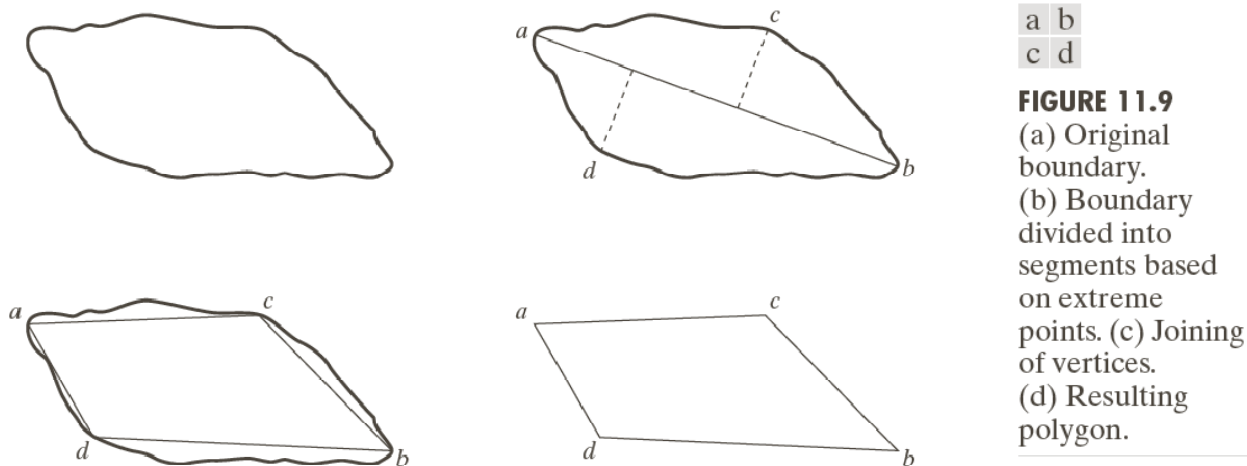 a
c
d
b
a
c
d
b
a
c
d
b
a b
c d
FIGURE 11.9
(a) Original
boundary.
(b) Boundary
divided into
segments based
on extreme
points. (c) Joining
of vertices.
(d) Resulting
polygon.